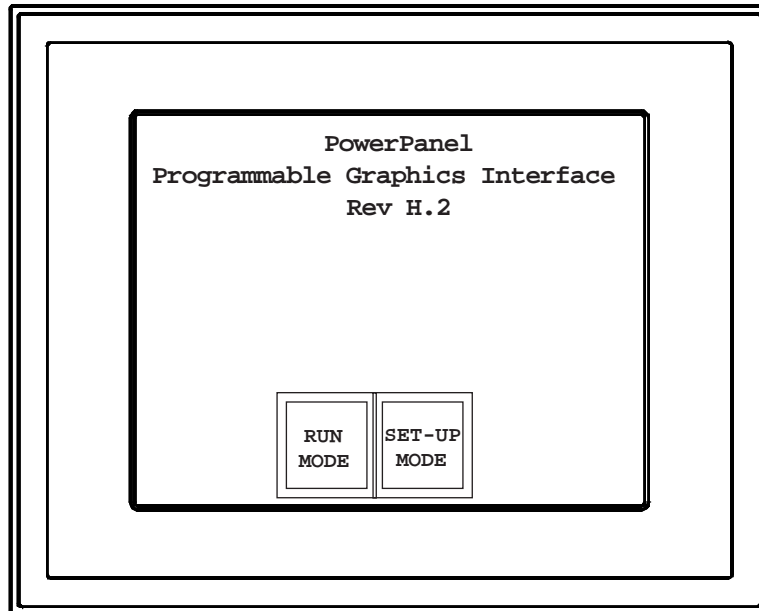 PowerPanel
Programmable Graphics Interface
Rev H.2
RUN
MODE
SET-UP
MODE